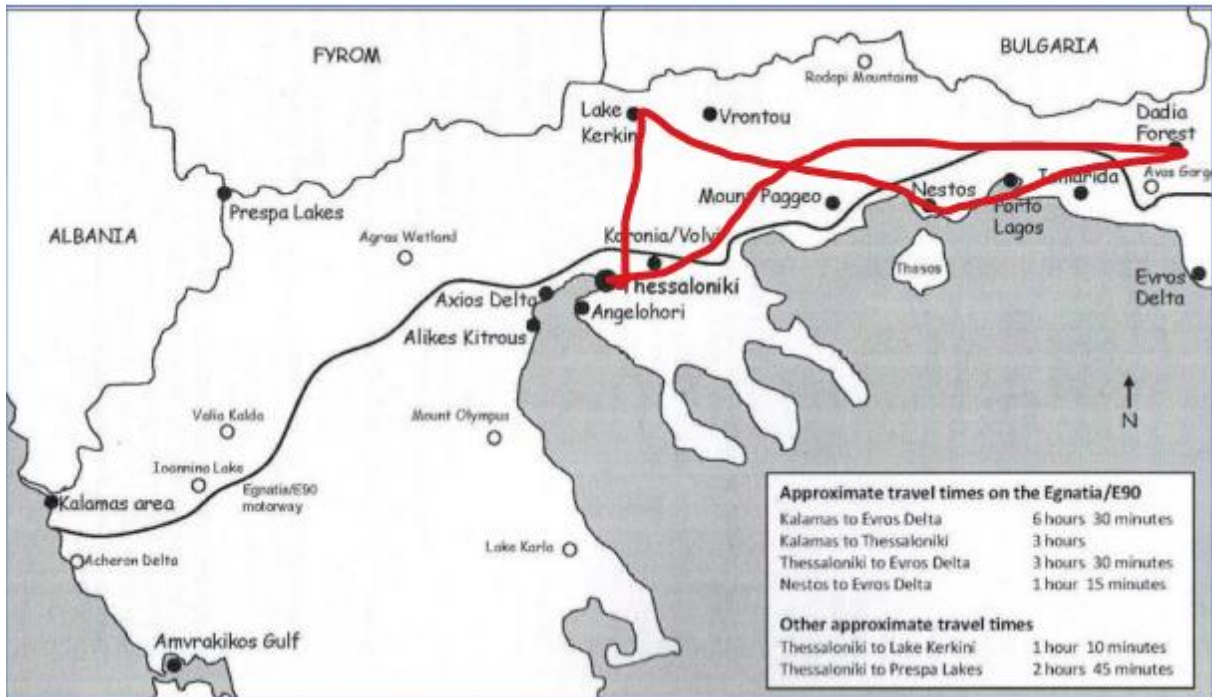 FYROM
BULGARIA
Rodopi Mountains
Lake
Vrontou
Dadia
Forest
Prespa Lakes
ALBANIA
Agras Wetland
Mount Paggeo
Nestos
Porto
Lagos
Avas
Thessaloniki
Thasos
Evros
Delta
Axios Delta
Angelohori
Alikes Kitrous
Valia Kalda
Mount Olympus
N
Ioannina Lake
Kalamas area
Egnatia/E90
motorway
Acheron Delta
Lake Karla
Amvrakikos Gulf
Approximate travel times on the Egnatia/E90
Kalamas to Evros Delta 6 hours 30 minutes
Kalamas to Thessaloniki 3 hours
Thessaloniki to Evros Delta 3 hours 30 minutes
Nestos to Evros Delta 1 hour 15 minutes
Other approximate travel times
Thessaloniki to Lake Kerkini 1 hour 10 minutes
Thessaloniki to Prespa Lakes 2 hours 45 minutes